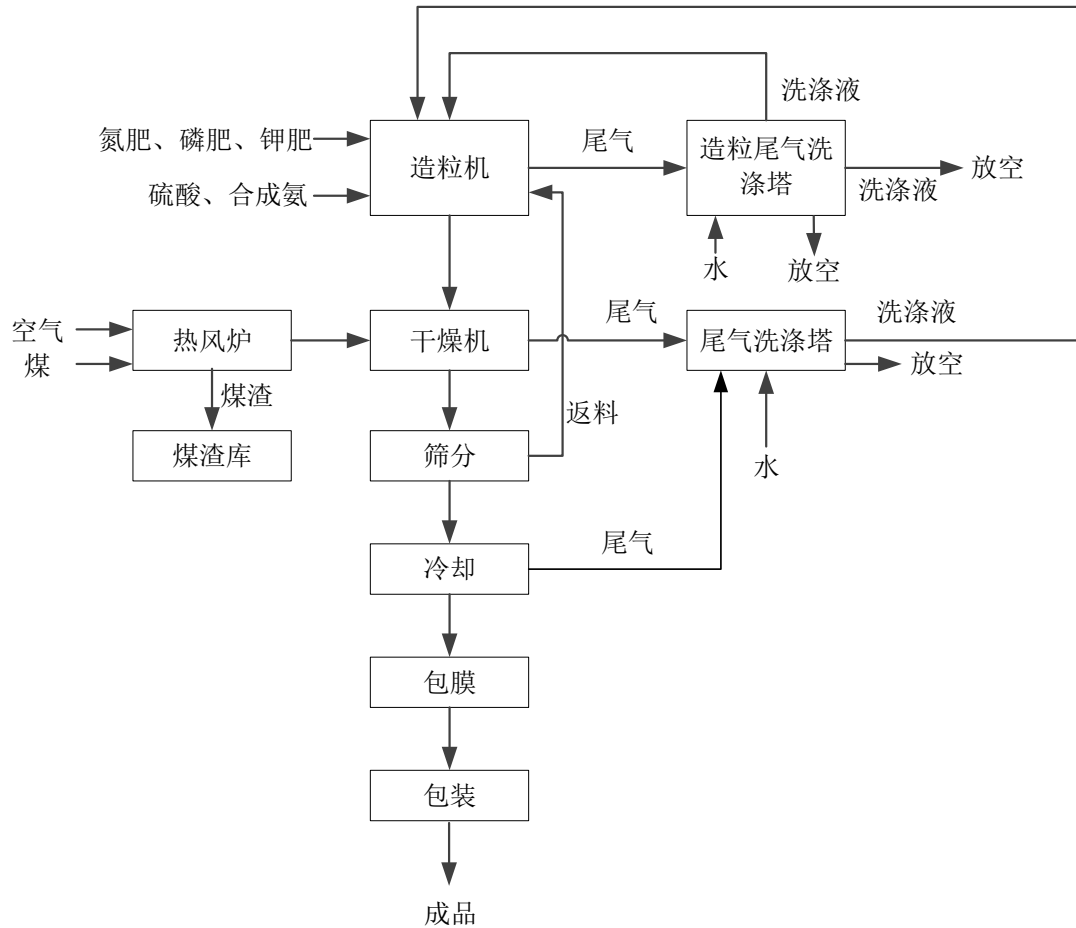 洗涤液
氮肥、磷肥、钾肥
造粒机
尾气
造粒尾气洗
涤塔
放空
洗涤液
硫酸、合成氨
水
放空
空气
煤
热风炉
干燥机
尾气
尾气洗涤塔
洗涤液
放空
煤渣
返料
煤渣库
筛分
水
冷却
尾气
包膜
包装
成品